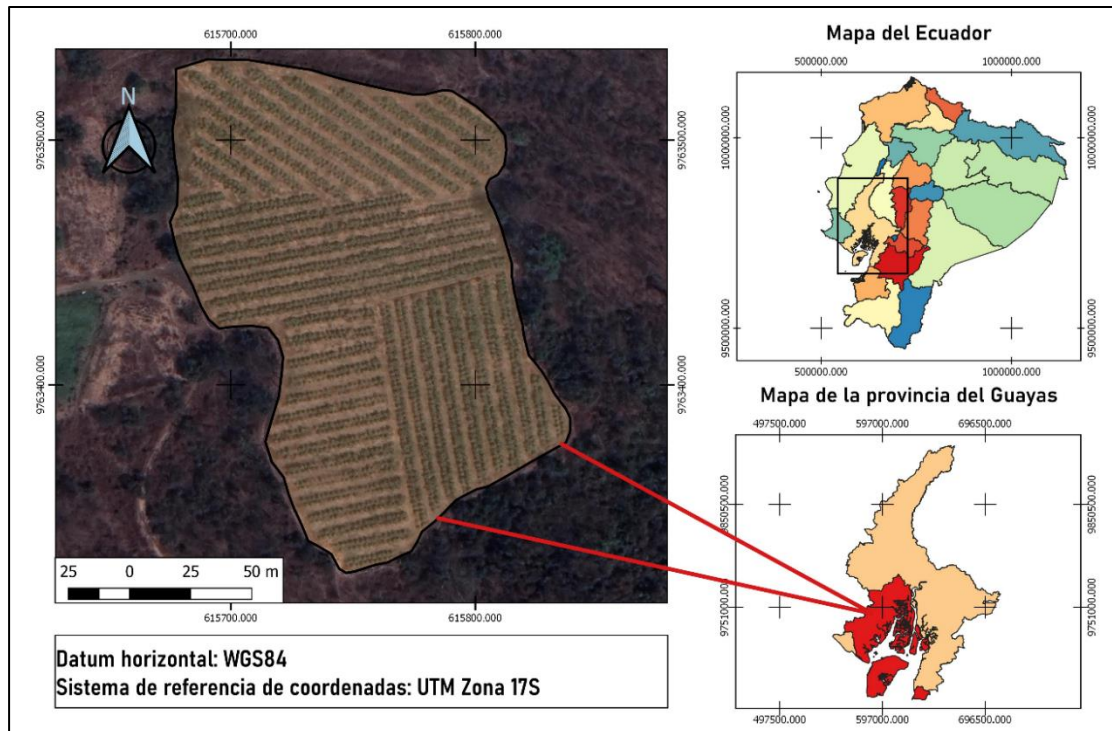 615700.000 615800.000
9763500.000 9763500.000
N
9763400.000 9763400.000
25 0 25 50 m
615700.000 615800.000
Datum horizontal: WGS84
Sistema de referencia de coordenadas: UTM Zona 17S
Mapa del Ecuador
500000.000 1000000.000
10000000.000 10000000.000
9500000.000 9500000.000
500000.000 1000000.000
Mapa de la provincia del Guayas
497500.000 597000.000 696500.000
9850500.000 9850500.000
9751000.000 9751000.000
497500.000 597000.000 696500.000